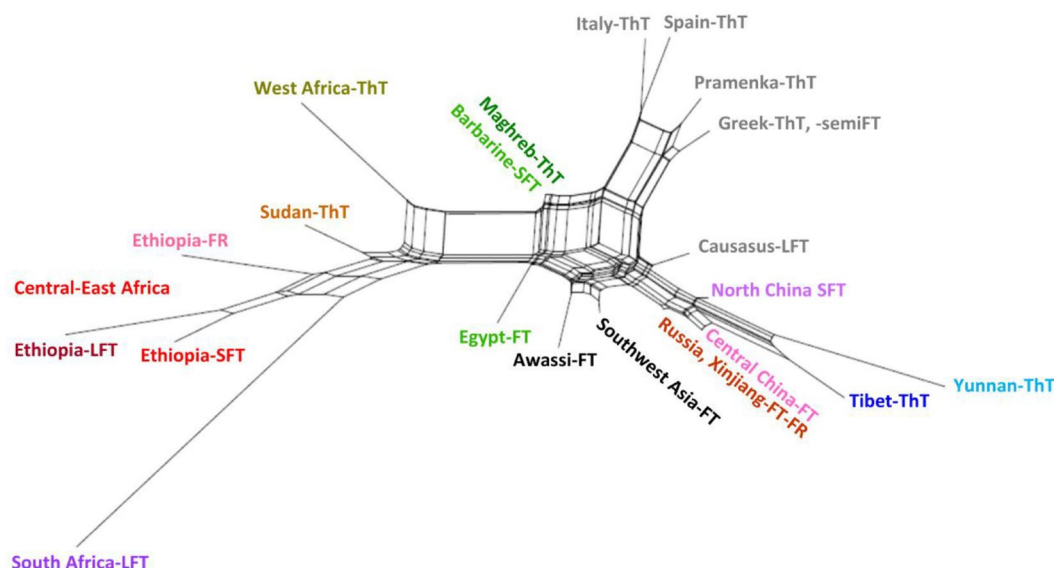 Italy-ThT
Spain-ThT
West Africa-ThT
Maghreb-ThT
Barbarine-SFT
Pramenka-ThT
Greek-ThT, -semiFT
Sudan-ThT
Ethiopia-FR
Causasus-LFT
Central-East Africa
North China SFT
Ethiopia-LFT
Ethiopia-SFT
Egypt-FT
Awassi-FT
Southwest Asia-FT
Russia, Xinjiang-FT-FR
Central China-FT
Tibet-ThT
Yunnan-ThT
South Africa-LFT